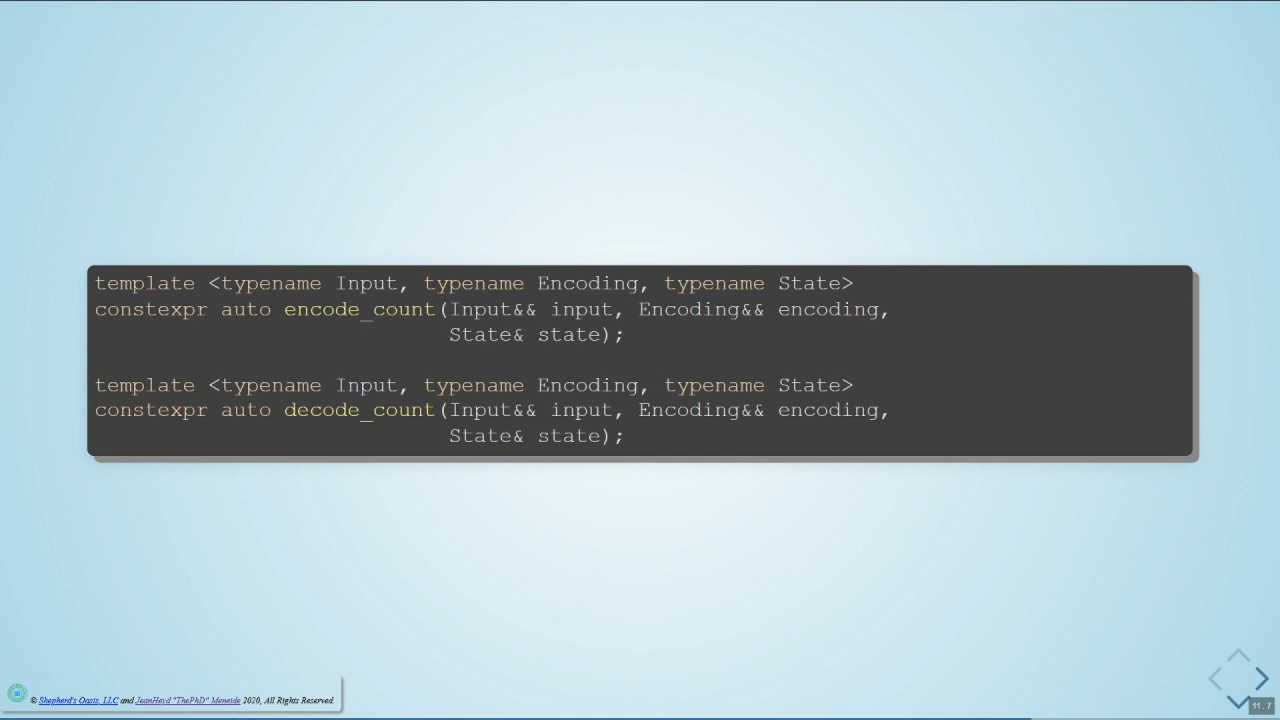 template <typename Input, typename Encoding, typename State>
constexpr auto encode_count(Input&& input, Encoding&& encoding,
State& state);
template <typename Input, typename Encoding, typename State>
constexpr auto decode_count(Input&& input, Encoding&& encoding,
State& state);
© Shepherd's Oasis, LLC and JeanHeyd "ThePhD" Meneide 2020, All Rights Reserved.
11.7